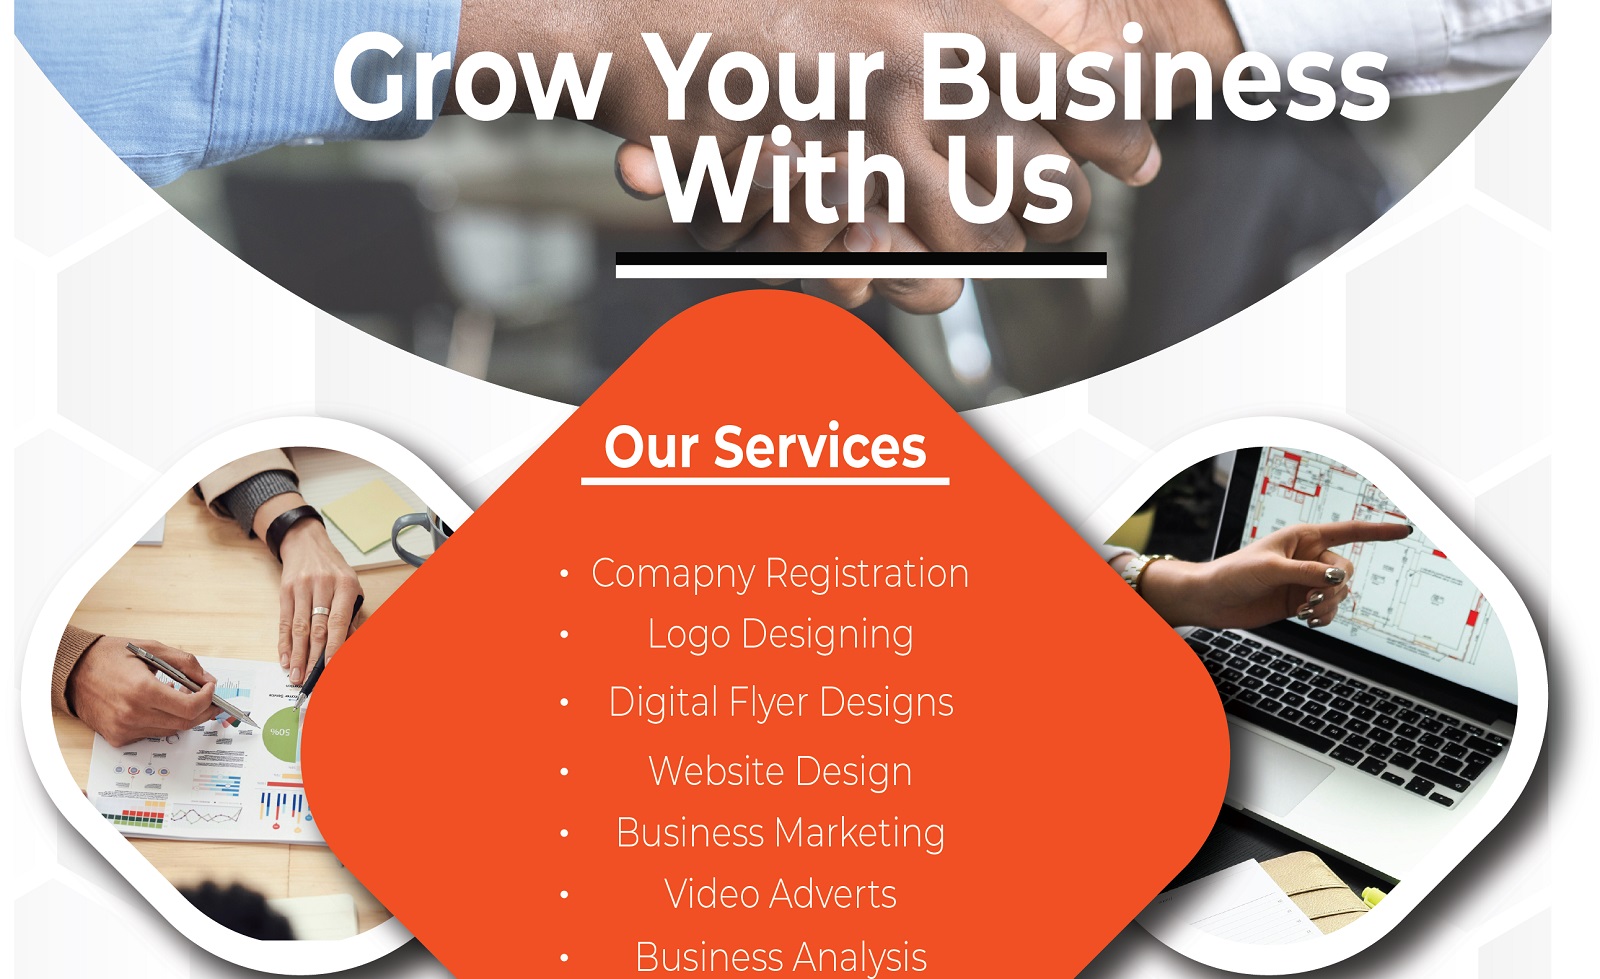 Grow Your Business
With Us
Our Services
• Comapny Registration
• Logo Designing
• Digital Flyer Designs
• Website Design
• Business Marketing
• Video Adverts
• Business Analysis
50%